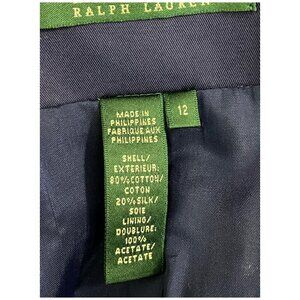 RALPH LAUREN
MADE IN
PHILIPPINES
FABRIQUE AUX
PHILIPPINES
12
SHELL/
EXTERIEUR:
80% COTTON/
COTON
20% SILK/
SOIE
LINING/
DOUBLURE:
100%
ACETATE/
ACETATE